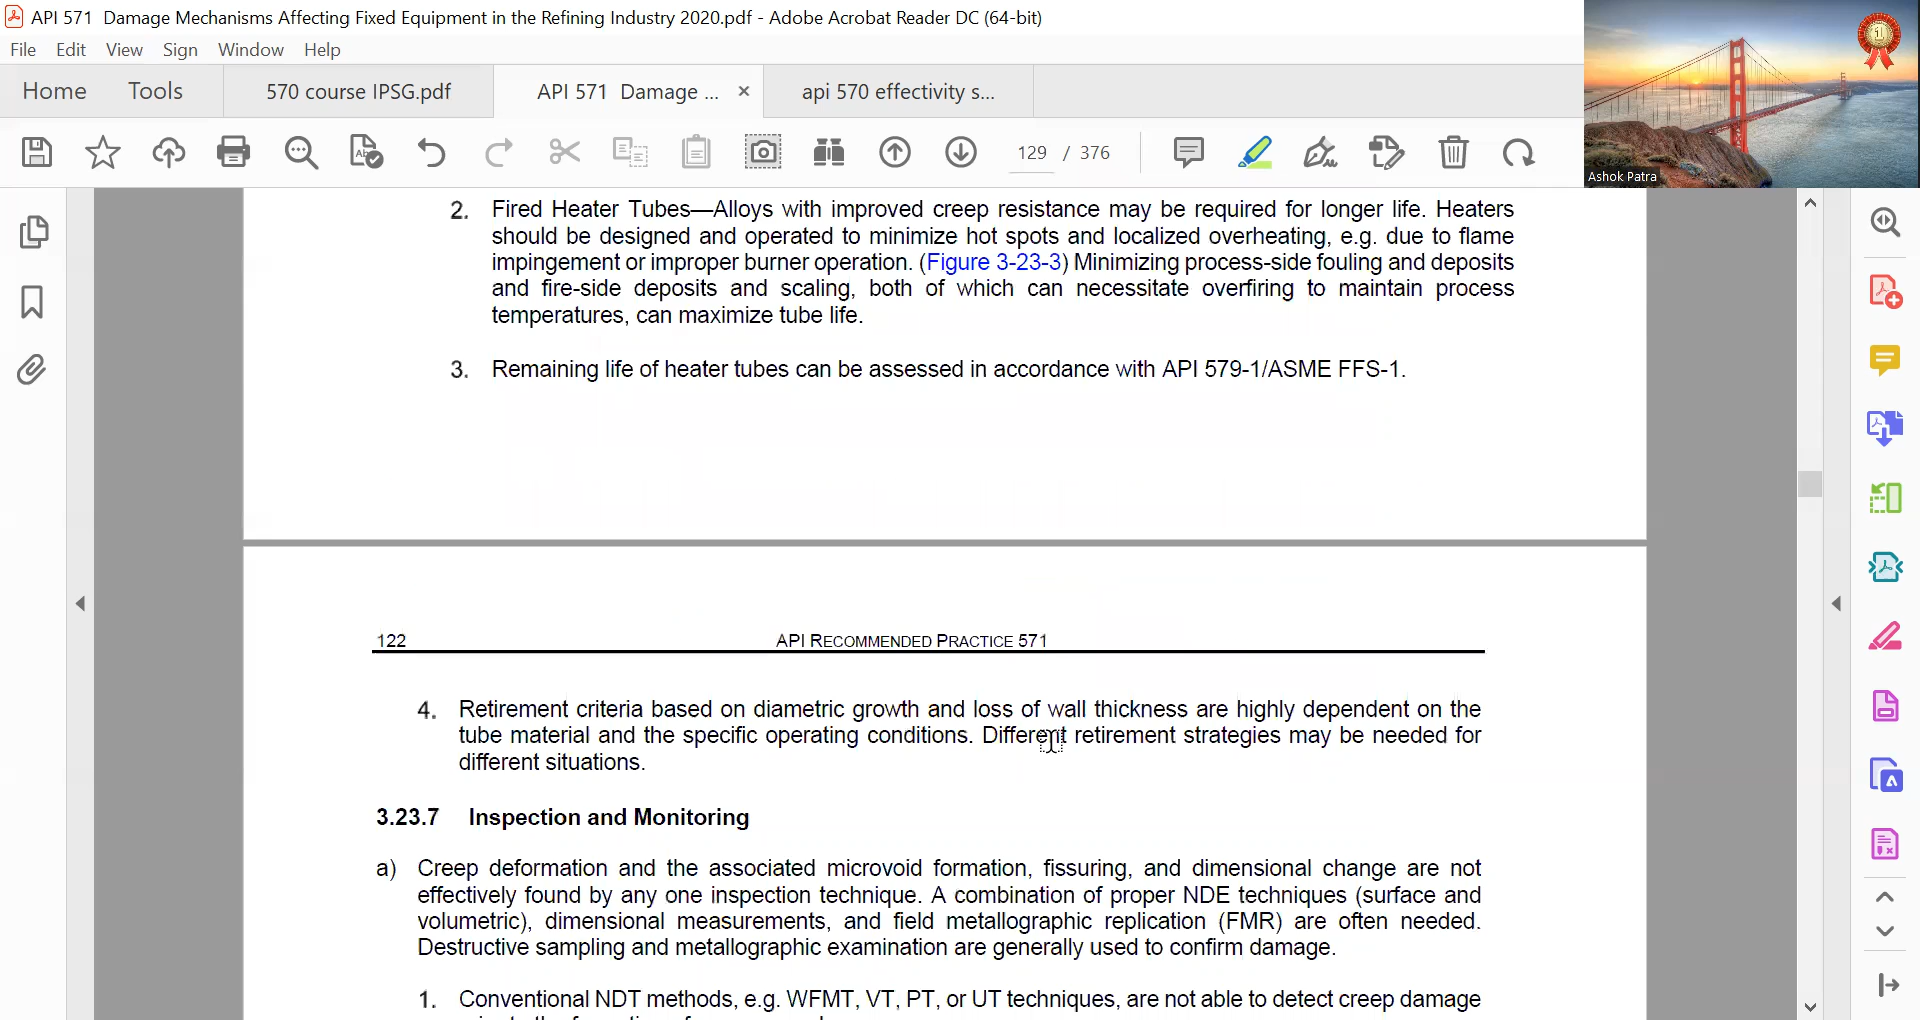 API 571 Damage Mechanisms Affecting Fixed Equipment in the Refining Industry 2020.pdf - Adobe Acrobat Reader DC (64-bit)
File Edit View Sign Window Help
Home Tools 570 course IPSG.pdf API 571 Damage ... × api 570 effectivity s...
129 / 376
Ashok Patra
2. Fired Heater Tubes—Alloys with improved creep resistance may be required for longer life. Heaters
should be designed and operated to minimize hot spots and localized overheating, e.g. due to flame
impingement or improper burner operation. (Figure 3-23-3) Minimizing process-side fouling and deposits
and fire-side deposits and scaling, both of which can necessitate overfiring to maintain process
temperatures, can maximize tube life.
3. Remaining life of heater tubes can be assessed in accordance with API 579-1/ASME FFS-1.
122 API RECOMMENDED PRACTICE 571
4. Retirement criteria based on diametric growth and loss of wall thickness are highly dependent on the
tube material and the specific operating conditions. Different retirement strategies may be needed for
different situations.
3.23.7 Inspection and Monitoring
a) Creep deformation and the associated microvoid formation, fissuring, and dimensional change are not
effectively found by any one inspection technique. A combination of proper NDE techniques (surface and
volumetric), dimensional measurements, and field metallographic replication (FMR) are often needed.
Destructive sampling and metallographic examination are generally used to confirm damage.
1. Conventional NDT methods, e.g. WFMT, VT, PT, or UT techniques, are not able to detect creep damage